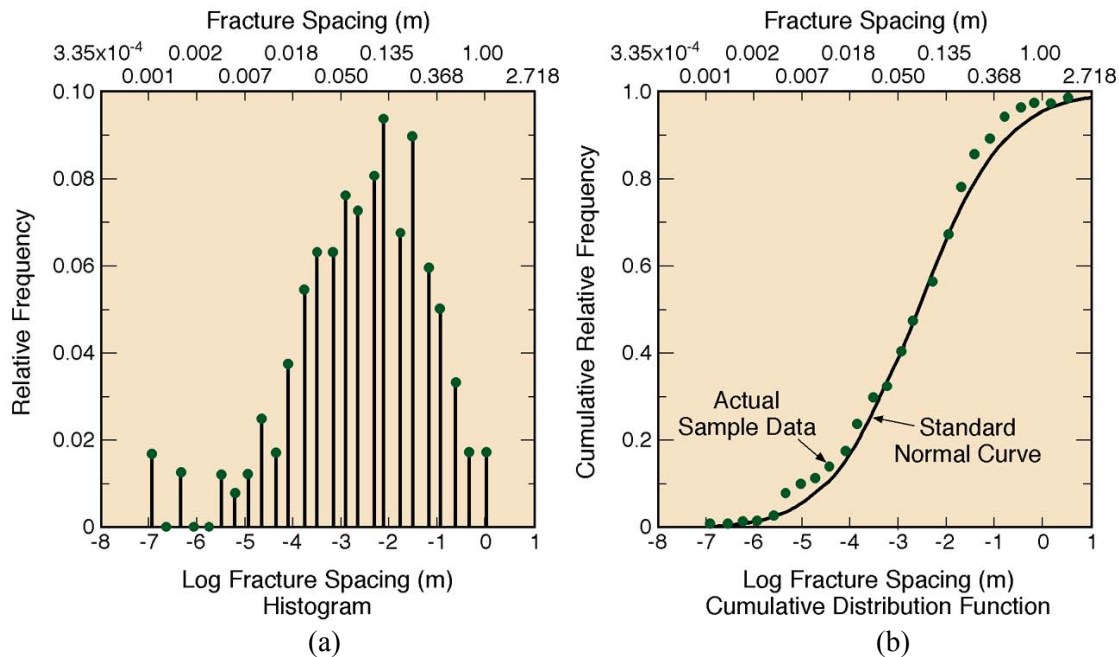 Fracture Spacing (m)
3.35x10⁻⁴ 0.002 0.018 0.135 1.00
0.001 0.007 0.050 0.368 2.718
0.10
0.08
0.06
0.04
0.02
0
Relative Frequency
-8 -7 -6 -5 -4 -3 -2 -1 0 1
Log Fracture Spacing (m)
Histogram
(a)
Fracture Spacing (m)
3.35x10⁻⁴ 0.002 0.018 0.135 1.00
0.001 0.007 0.050 0.368 2.718
1.0
0.8
0.6
0.4
0.2
0
Cumulative Relative Frequency
Actual
Sample Data
Standard
Normal Curve
-8 -7 -6 -5 -4 -3 -2 -1 0 1
Log Fracture Spacing (m)
Cumulative Distribution Function
(b)